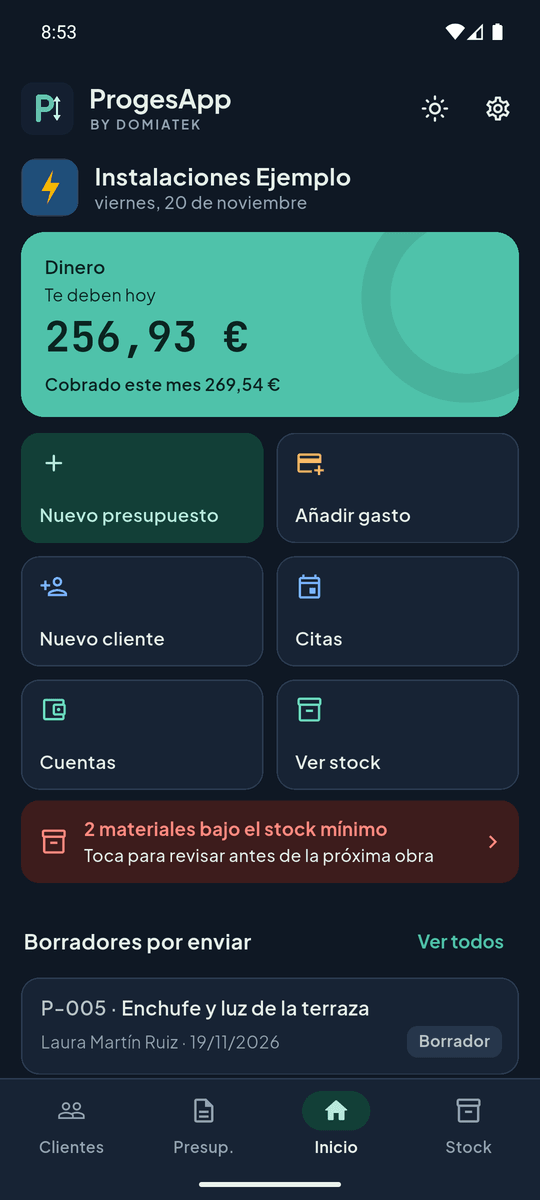 8:53
ProgesApp
BY DOMIATEK
Instalaciones Ejemplo
viernes, 20 de noviembre
Dinero
Te deben hoy
256,93 €
Cobrado este mes 269,54 €
Nuevo presupuesto
Añadir gasto
Nuevo cliente
Citas
Cuentas
Ver stock
2 materiales bajo el stock mínimo
Toca para revisar antes de la próxima obra
Borradores por enviar
Ver todos
P-005 · Enchufe y luz de la terraza
Laura Martín Ruiz · 19/11/2026
Borrador
Clientes
Presup.
Inicio
Stock